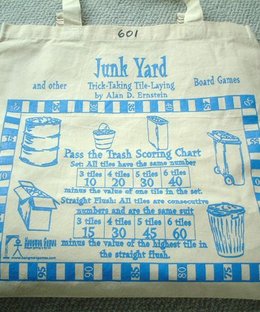 601
Junk Yard
and other Trick-Taking Tile-Laying Board Games
by Alan D. Ernstein
Pass the Trash Scoring Chart
Set: All tiles have the same number
3 tiles 4 tiles 5 tiles 6 tiles
10 20 30 40
minus the value of one tile in the set.
Straight Flush: All tiles are consecutive
numbers and are the same suit
3 tiles 4 tiles 5 tiles 6 tiles
15 30 45 60
minus the value of the highest tile in
the straight flush.
85
90
95